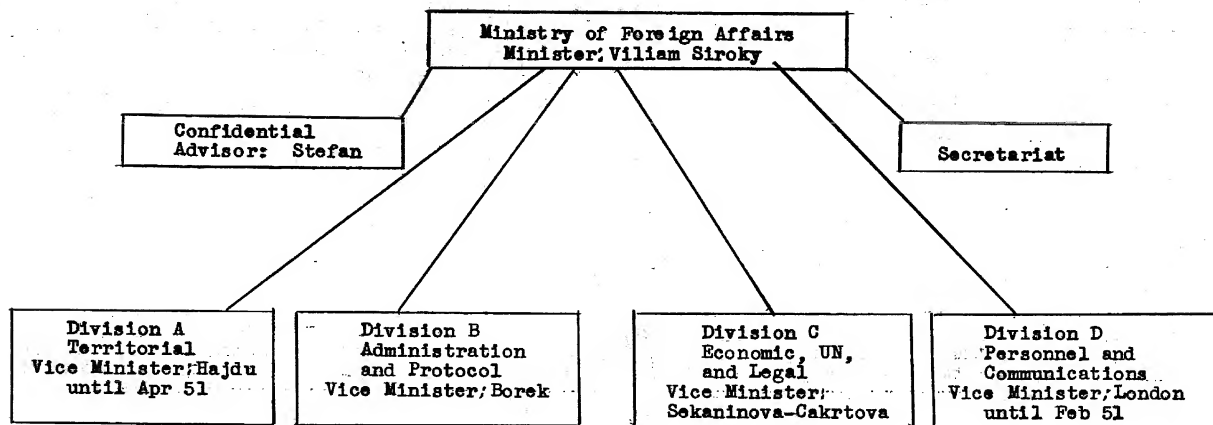 Ministry of Foreign Affairs
Minister; Viliam Siroky
Confidential
Advisor: Stefan
Secretariat
Division A
Territorial
Vice Minister; Hajdu
until Apr 51
Division B
Administration
and Protocol
Vice Minister; Borek
Division C
Economic, UN,
and Legal
Vice Minister:
Sekaninova-Cakrtova
Division D
Personnel and
Communications
Vice Minister; London
until Feb 51